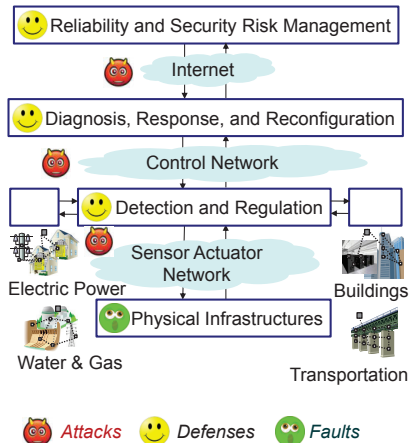 Reliability and Security Risk Management
Internet
Diagnosis, Response, and Reconfiguration
Control Network
Detection and Regulation
Sensor Actuator
Network
Electric Power
Buildings
Physical Infrastructures
Water & Gas
Transportation
Attacks Defenses Faults